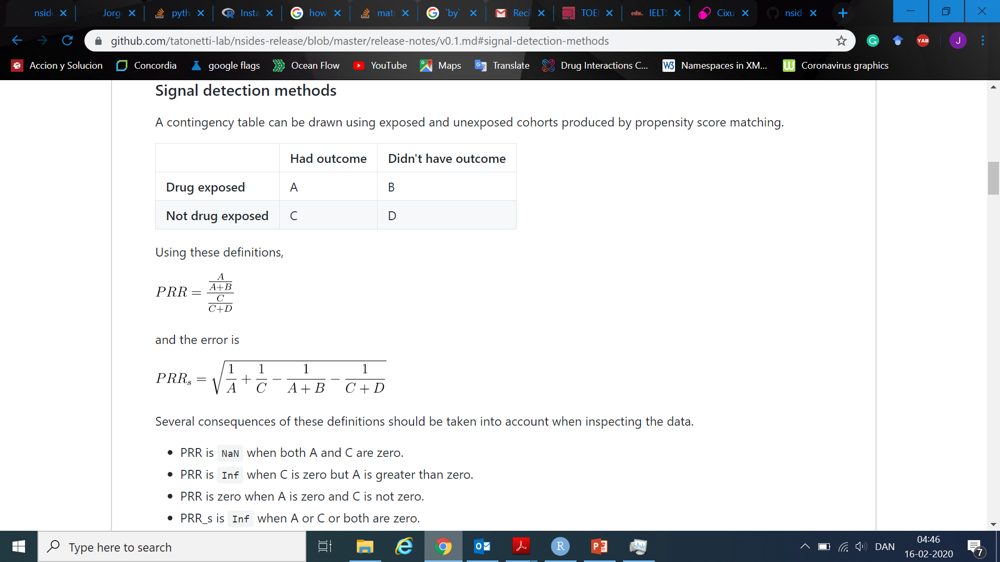 nside Jorg pyth Insta how mat `by` Reci TOEI edu. IELTS Cixu nside
github.com/tatonetti-lab/nsides-release/blob/master/release-notes/v0.1.md#signal-detection-methods YAB J
Accion y Solucion Concordia google flags Ocean Flow YouTube Maps Translate Drug Interactions C... W3 Namespaces in XM... Coronavirus graphics
Signal detection methods
A contingency table can be drawn using exposed and unexposed cohorts produced by propensity score matching.
Had outcome Didn't have outcome
Drug exposed A B
Not drug exposed C D
Using these definitions,
PRR = \frac{\frac{A}{A+B}}{\frac{C}{C+D}}
and the error is
PRR_s = \sqrt{\frac{1}{A} + \frac{1}{C} - \frac{1}{A+B} - \frac{1}{C+D}}
Several consequences of these definitions should be taken into account when inspecting the data.
• PRR is NaN when both A and C are zero.
• PRR is Inf when C is zero but A is greater than zero.
• PRR is zero when A is zero and C is not zero.
• PRR_s is Inf when A or C or both are zero.
Type here to search DAN 04:46
16-02-2020 7